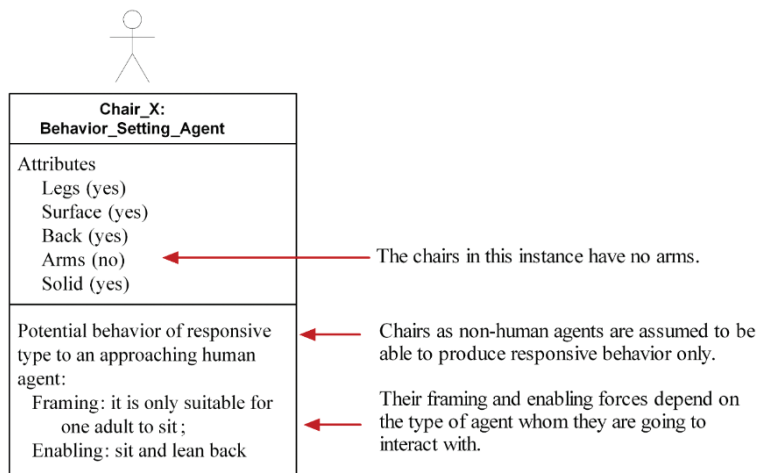 Chair_X:
Behavior_Setting_Agent
Attributes
Legs (yes)
Surface (yes)
Back (yes)
Arms (no)
Solid (yes)
The chairs in this instance have no arms.
Potential behavior of responsive
type to an approaching human
agent:
Framing: it is only suitable for
one adult to sit;
Enabling: sit and lean back
Chairs as non-human agents are assumed to be
able to produce responsive behavior only.
Their framing and enabling forces depend on
the type of agent whom they are going to
interact with.